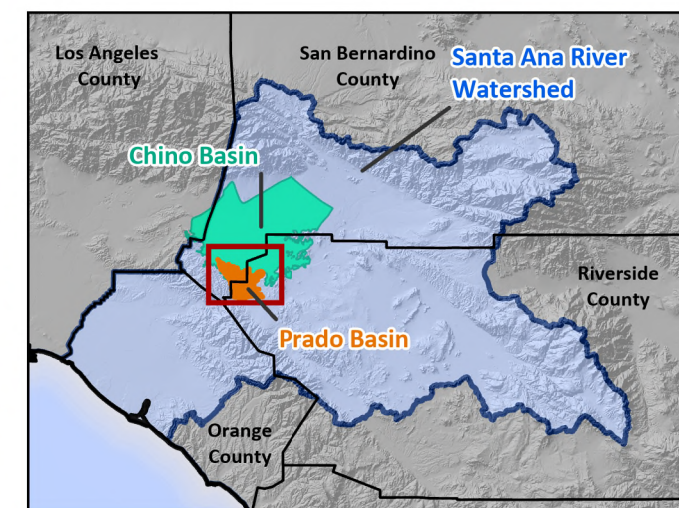 Los Angeles
County
San Bernardino
County
Santa Ana River
Watershed
Chino Basin
Riverside
County
Prado Basin
Orange
County